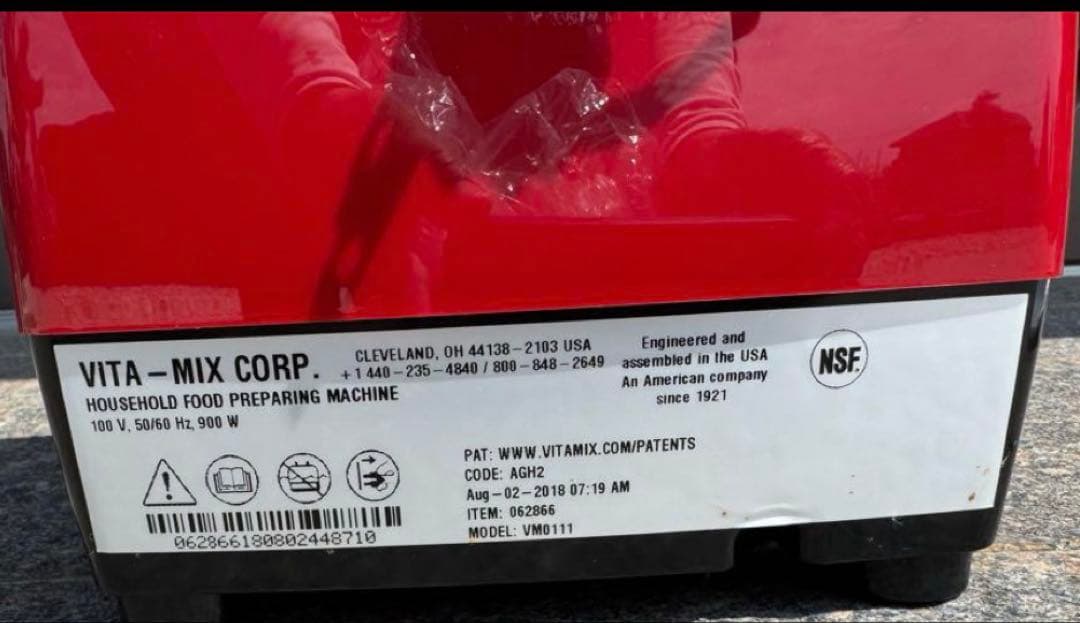 VITA-MIX CORP.
CLEVELAND, OH 44138-2103 USA
+1 440-235-4840 / 800-848-2649
Engineered and
assembled in the USA
An American company
since 1921
NSF.
HOUSEHOLD FOOD PREPARING MACHINE
100 V, 50/60 Hz, 900 W
PAT: WWW.VITAMIX.COM/PATENTS
CODE: AGH2
Aug-02-2018 07:19 AM
ITEM: 062866
MODEL: VM0111
062866180802448710